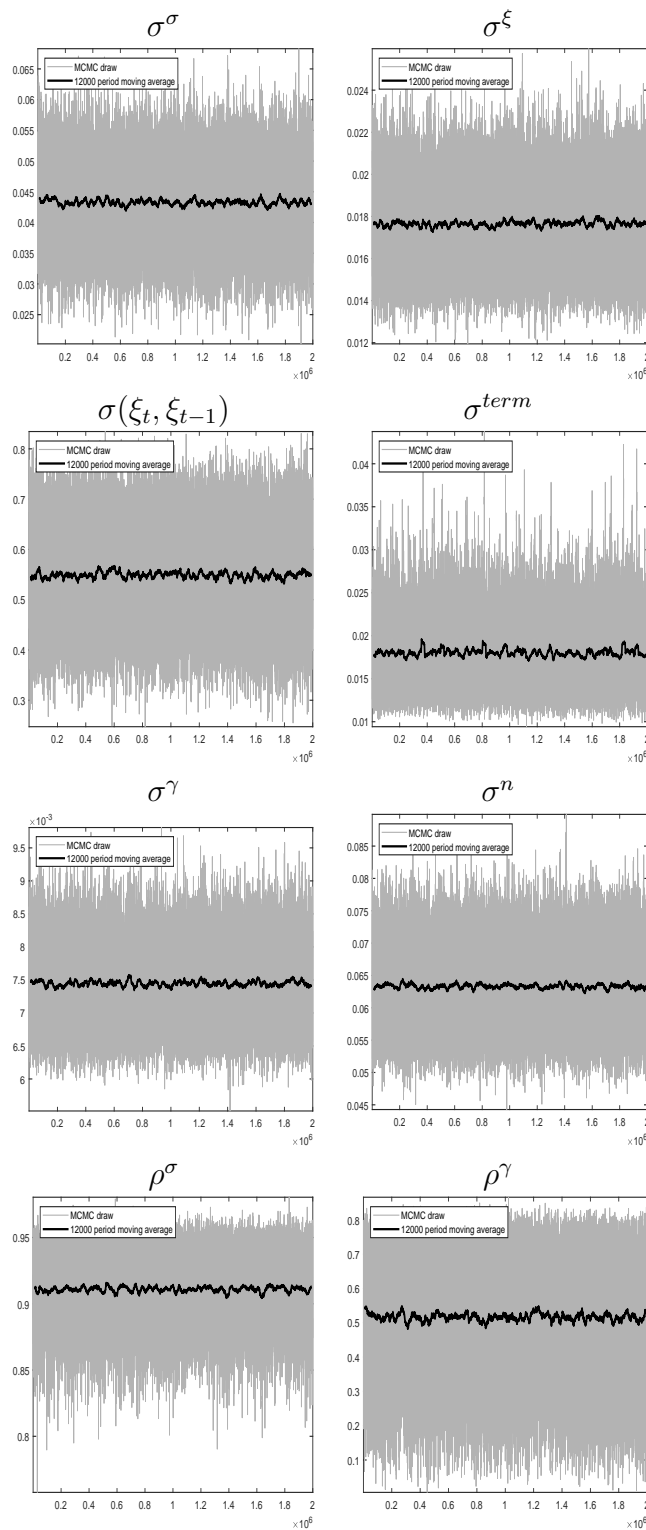 σ^σ
MCMC draw
12000 period moving average
0.065
0.06
0.055
0.05
0.045
0.04
0.035
0.03
0.025
0.2 0.4 0.6 0.8 1 1.2 1.4 1.6 1.8 2
×10⁶
σ^ξ
MCMC draw
12000 period moving average
0.026
0.024
0.022
0.02
0.018
0.016
0.014
0.012
0.2 0.4 0.6 0.8 1 1.2 1.4 1.6 1.8 2
×10⁶
σ(ξ_t, ξ_{t−1})
MCMC draw
12000 period moving average
0.8
0.7
0.6
0.5
0.4
0.3
0.2 0.4 0.6 0.8 1 1.2 1.4 1.6 1.8 2
×10⁶
σ^{term}
MCMC draw
12000 period moving average
0.04
0.035
0.03
0.025
0.02
0.015
0.01
0.2 0.4 0.6 0.8 1 1.2 1.4 1.6 1.8 2
×10⁶
σ^γ
×10⁻³
MCMC draw
12000 period moving average
9.5
9
8.5
8
7.5
7
6.5
6
0.2 0.4 0.6 0.8 1 1.2 1.4 1.6 1.8 2
×10⁶
σ^n
MCMC draw
12000 period moving average
0.085
0.08
0.075
0.07
0.065
0.06
0.055
0.05
0.045
0.2 0.4 0.6 0.8 1 1.2 1.4 1.6 1.8 2
×10⁶
ρ^σ
MCMC draw
12000 period moving average
0.95
0.9
0.85
0.8
0.2 0.4 0.6 0.8 1 1.2 1.4 1.6 1.8 2
×10⁶
ρ^γ
MCMC draw
12000 period moving average
0.8
0.7
0.6
0.5
0.4
0.3
0.2
0.1
0.2 0.4 0.6 0.8 1 1.2 1.4 1.6 1.8 2
×10⁶